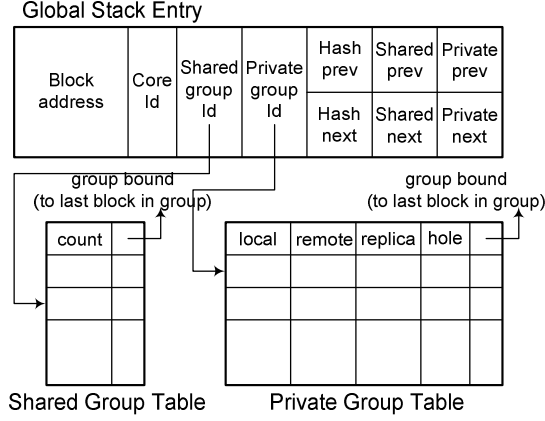 Global Stack Entry
Block address
Core Id
Shared group Id
Private group Id
Hash prev
Shared prev
Private prev
Hash next
Shared next
Private next
group bound
(to last block in group)
group bound
(to last block in group)
count
local
remote
replica
hole
Shared Group Table
Private Group Table